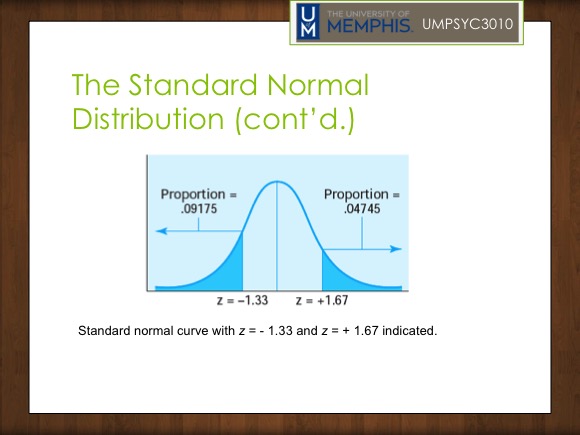 THE UNIVERSITY OF
UM MEMPHIS. UMPSYC3010
The Standard Normal
Distribution (cont’d.)
Proportion = Proportion =
.09175 .04745
z = –1.33 z = +1.67
Standard normal curve with z = - 1.33 and z = + 1.67 indicated.